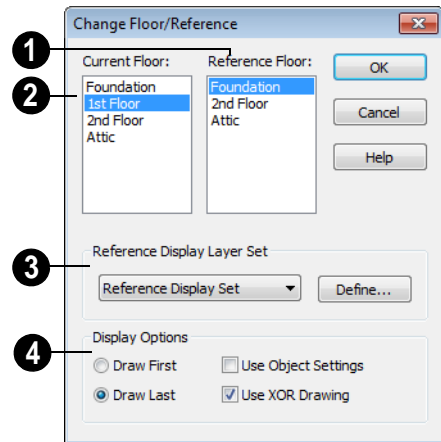 Change Floor/Reference
1
Current Floor: Reference Floor:
2
Foundation
1st Floor
2nd Floor
Attic
Foundation
2nd Floor
Attic
OK
Cancel
Help
3
Reference Display Layer Set
Reference Display Set Define...
4
Display Options
Draw First Use Object Settings
Draw Last Use XOR Drawing